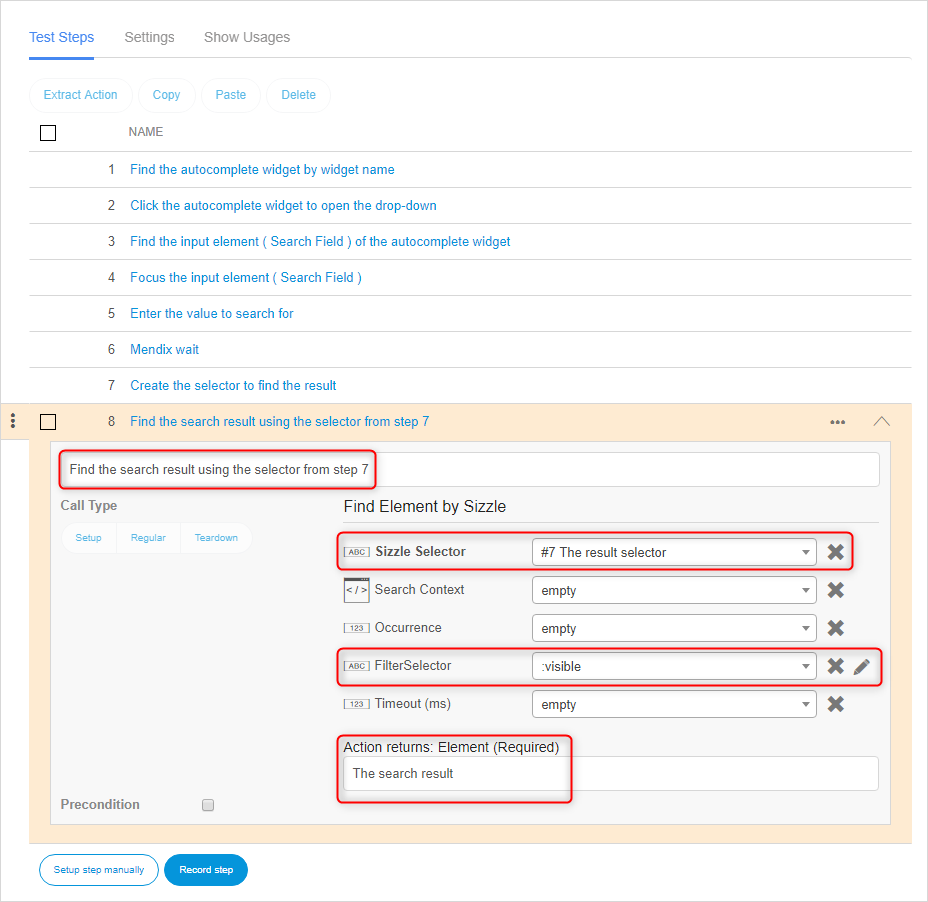 Test Steps Settings Show Usages
Extract Action Copy Paste Delete
NAME
1 Find the autocomplete widget by widget name
2 Click the autocomplete widget to open the drop-down
3 Find the input element ( Search Field ) of the autocomplete widget
4 Focus the input element ( Search Field )
5 Enter the value to search for
6 Mendix wait
7 Create the selector to find the result
8 Find the search result using the selector from step 7
Find the search result using the selector from step 7
Call Type
Setup Regular Teardown
Find Element by Sizzle
ABC Sizzle Selector #7 The result selector
</> Search Context empty
123 Occurrence empty
ABC FilterSelector :visible
123 Timeout (ms) empty
Action returns: Element (Required)
The search result
Precondition
Setup step manually Record step